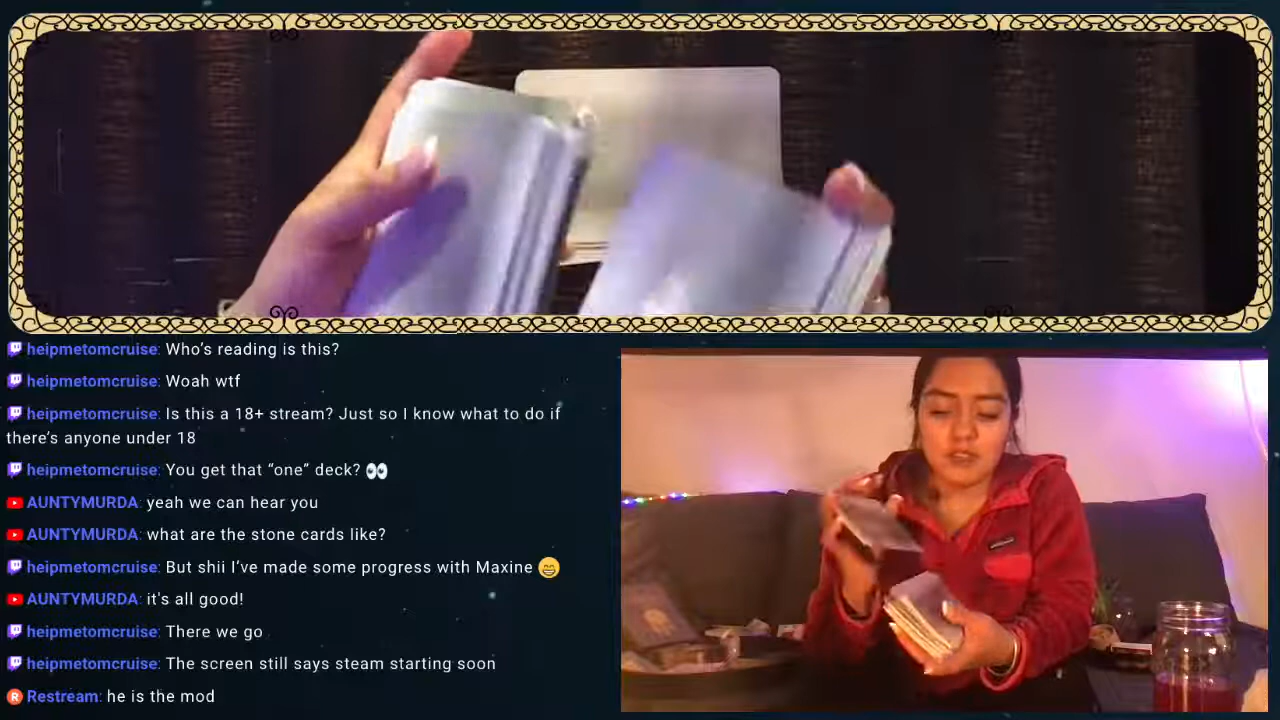 heipmetomcruise: Who's reading is this?
heipmetomcruise: Woah wtf
heipmetomcruise: Is this a 18+ stream? Just so I know what to do if
there's anyone under 18
heipmetomcruise: You get that “one” deck? 👀
AUNTYMURDA: yeah we can hear you
AUNTYMURDA: what are the stone cards like?
heipmetomcruise: But shii I've made some progress with Maxine 😄
AUNTYMURDA: it's all good!
heipmetomcruise: There we go
heipmetomcruise: The screen still says steam starting soon
R Restream: he is the mod